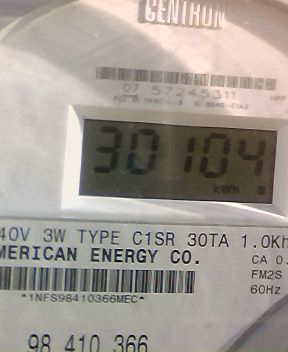 CENTRON
07 57245311
30104
kWh
40V 3W TYPE C1SR 30TA 1.0Kh
MERICAN ENERGY CO.
CA 0.
FM2S
*1NFS98410366MEC*
60Hz
98 410 366